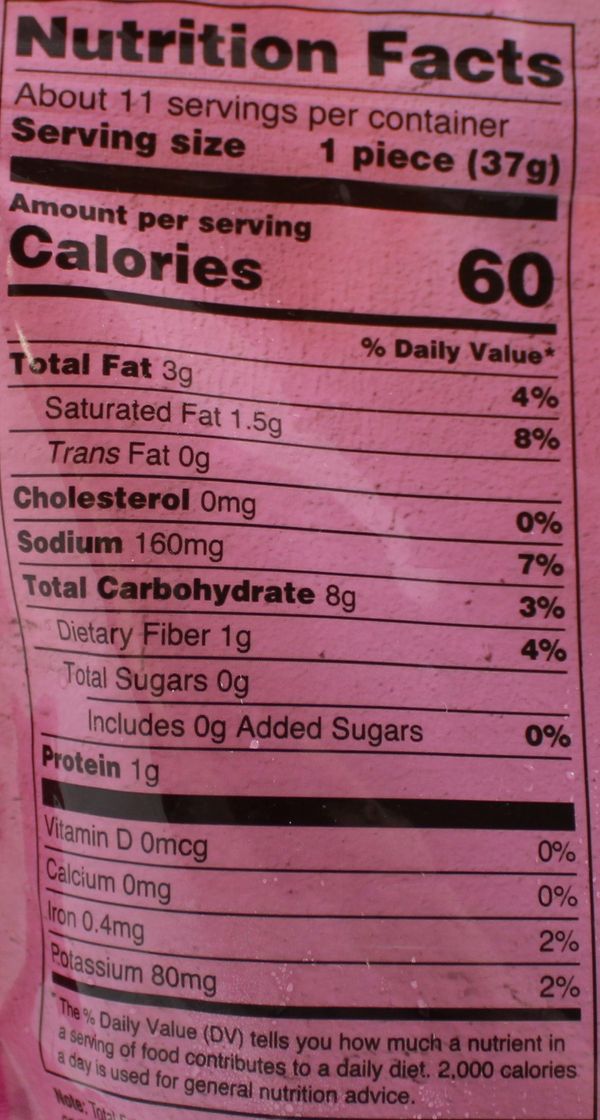 Nutrition Facts
About 11 servings per container
Serving size 1 piece (37g)
Amount per serving
Calories 60
% Daily Value*
Total Fat 3g 4%
Saturated Fat 1.5g 8%
Trans Fat 0g
Cholesterol 0mg 0%
Sodium 160mg 7%
Total Carbohydrate 8g 3%
Dietary Fiber 1g 4%
Total Sugars 0g
Includes 0g Added Sugars 0%
Protein 1g
Vitamin D 0mcg 0%
Calcium 0mg 0%
Iron 0.4mg 2%
Potassium 80mg 2%
*The % Daily Value (DV) tells you how much a nutrient in
a serving of food contributes to a daily diet. 2,000 calories
a day is used for general nutrition advice.
Note: Total